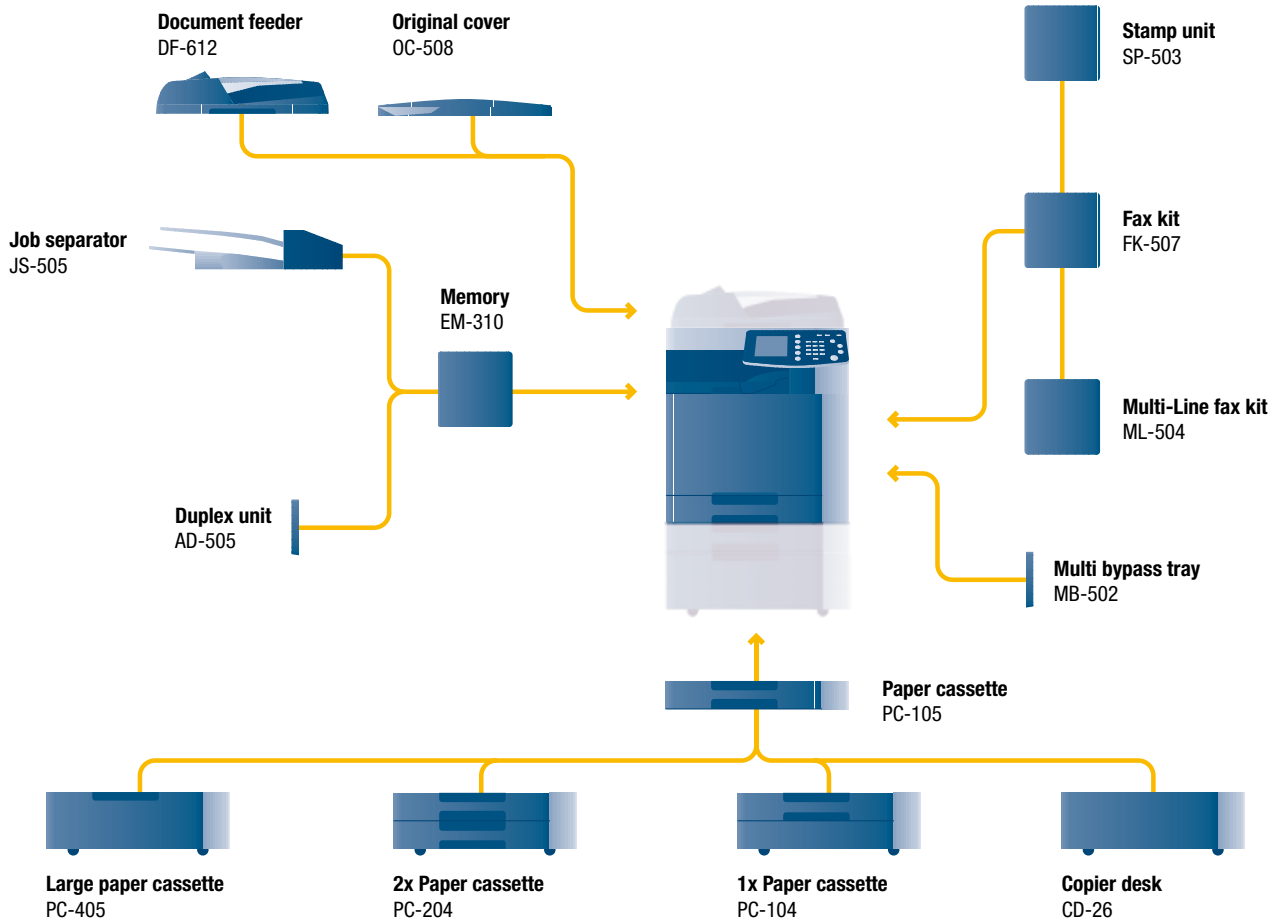 Document feeder
DF-612
Original cover
OC-508
Stamp unit
SP-503
Job separator
JS-505
Fax kit
FK-507
Memory
EM-310
Multi-Line fax kit
ML-504
Duplex unit
AD-505
Multi bypass tray
MB-502
Paper cassette
PC-105
Large paper cassette
PC-405
2x Paper cassette
PC-204
1x Paper cassette
PC-104
Copier desk
CD-26